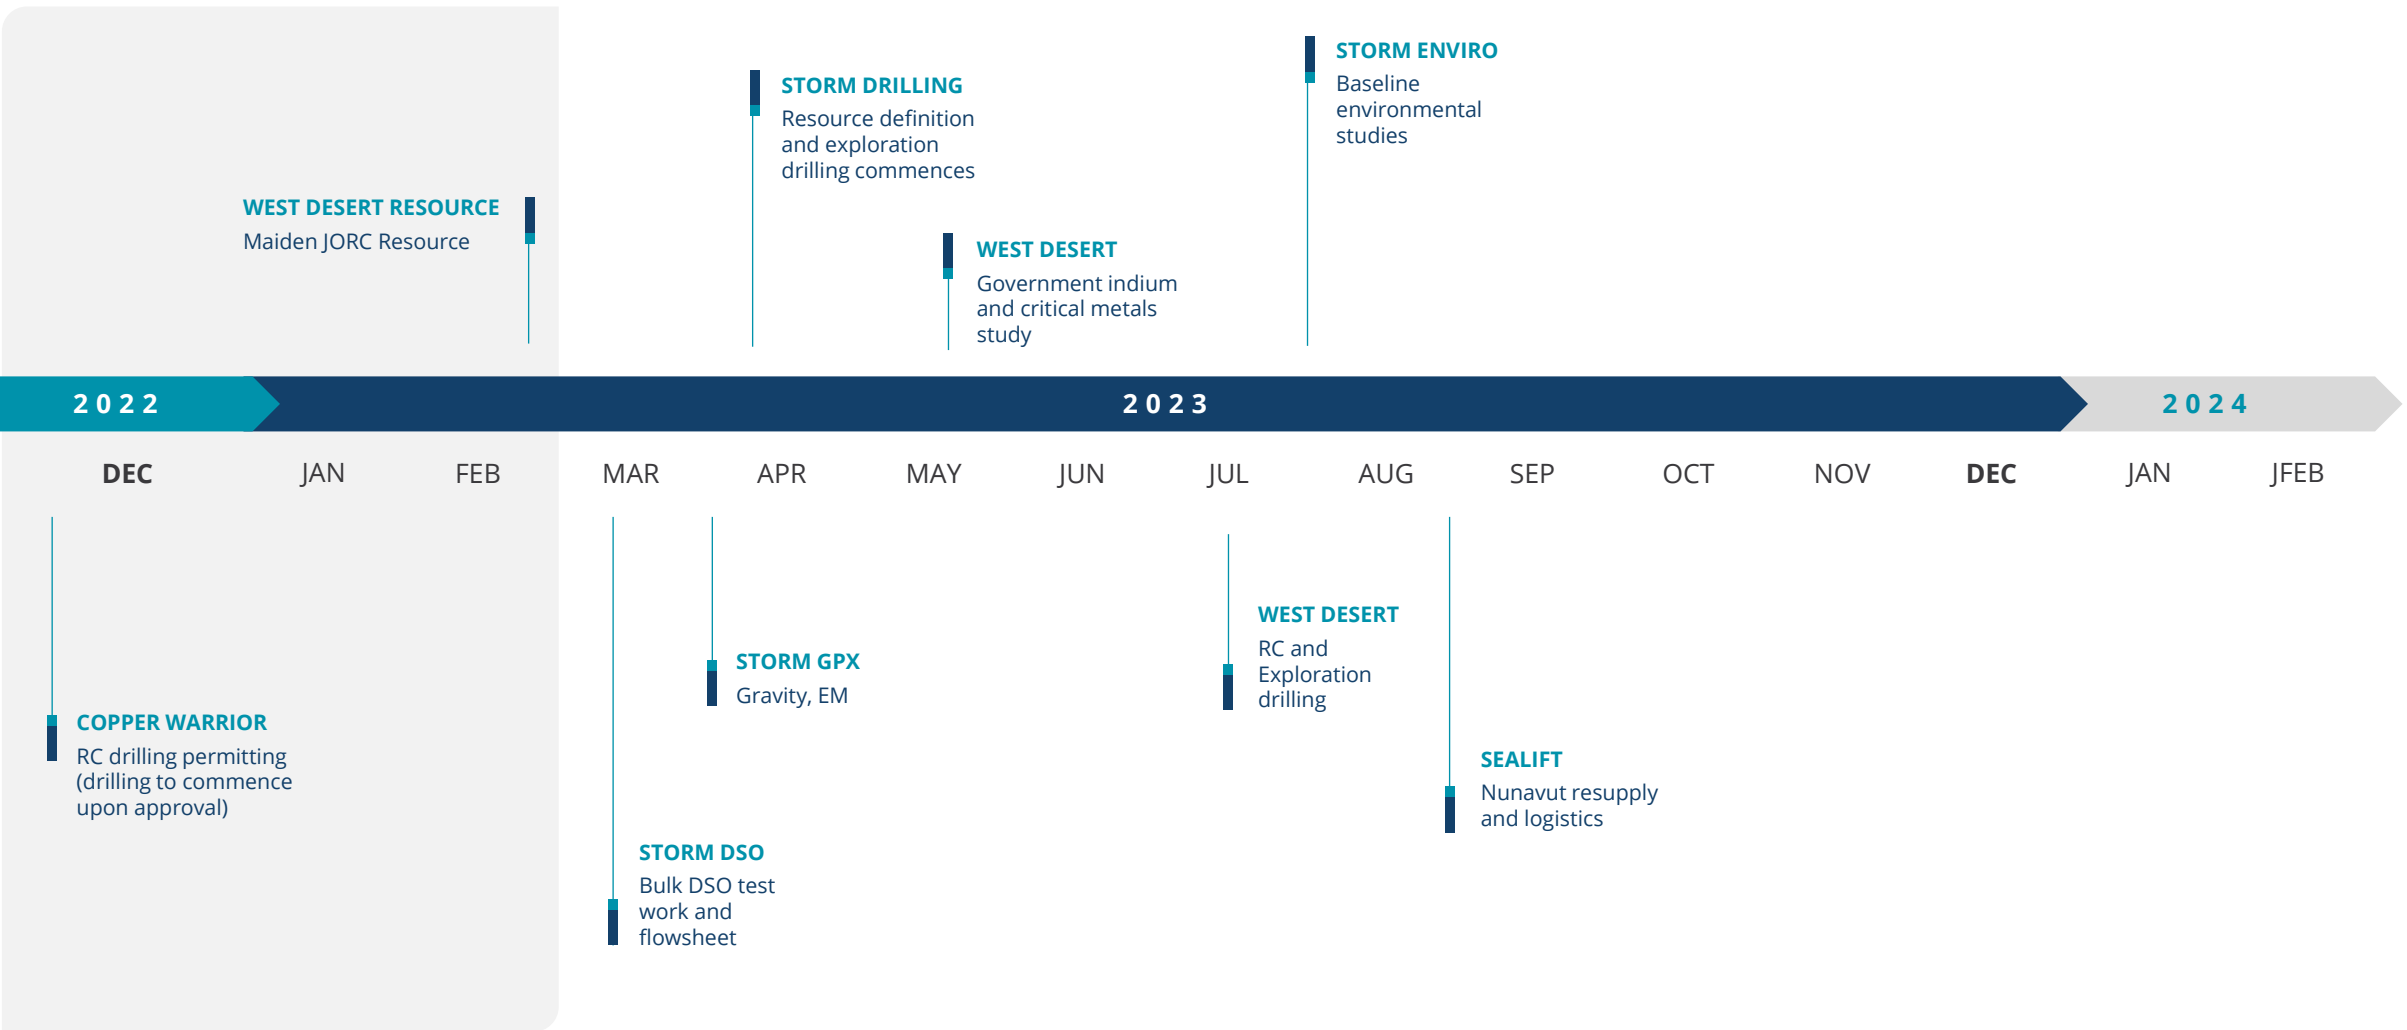 STORM ENVIRO
Baseline
environmental
studies
STORM DRILLING
Resource definition
and exploration
drilling commences
WEST DESERT RESOURCE
Maiden JORC Resource
WEST DESERT
Government indium
and critical metals
study
2022
2023
2024
DEC
JAN
FEB
MAR
APR
MAY
JUN
JUL
AUG
SEP
OCT
NOV
DEC
JAN
JFEB
COPPER WARRIOR
RC drilling permitting
(drilling to commence
upon approval)
STORM DSO
Bulk DSO test
work and
flowsheet
STORM GPX
Gravity, EM
WEST DESERT
RC and
Exploration
drilling
SEALIFT
Nunavut resupply
and logistics